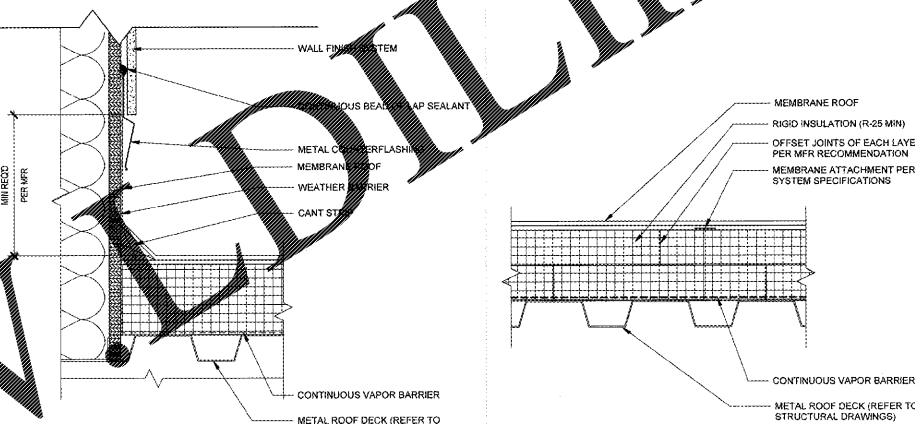 WALL FINISH SYSTEM
CONTINUOUS BEAD OF LAP SEALANT
METAL COUNTERFLASHING
MEMBRANE ROOF
WEATHER BARRIER
CANT STRIP
MIN REQ'D
PER MFR
CONTINUOUS VAPOR BARRIER
METAL ROOF DECK (REFER TO
MEMBRANE ROOF
RIGID INSULATION (R-25 MIN)
OFFSET JOINTS OF EACH LAYE
PER MFR RECOMMENDATION
MEMBRANE ATTACHMENT PER
SYSTEM SPECIFICATIONS
CONTINUOUS VAPOR BARRIER
METAL ROOF DECK (REFER TO
STRUCTURAL DRAWINGS)